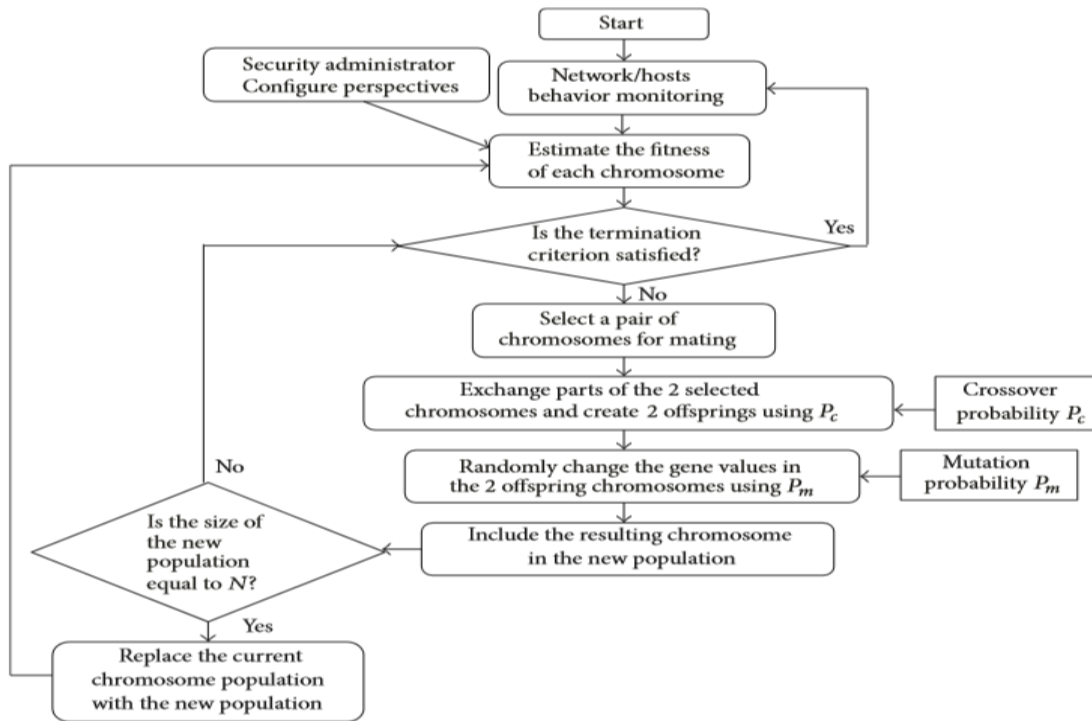 Start
Security administrator
Configure perspectives
Network/hosts
behavior monitoring
Estimate the fitness
of each chromosome
Is the termination
criterion satisfied?
Yes
No
Select a pair of
chromosomes for mating
Exchange parts of the 2 selected
chromosomes and create 2 offsprings using Pc
Crossover
probability Pc
Randomly change the gene values in
the 2 offspring chromosomes using Pm
Mutation
probability Pm
Include the resulting chromosome
in the new population
No
Is the size of
the new
population
equal to N?
Yes
Replace the current
chromosome population
with the new population